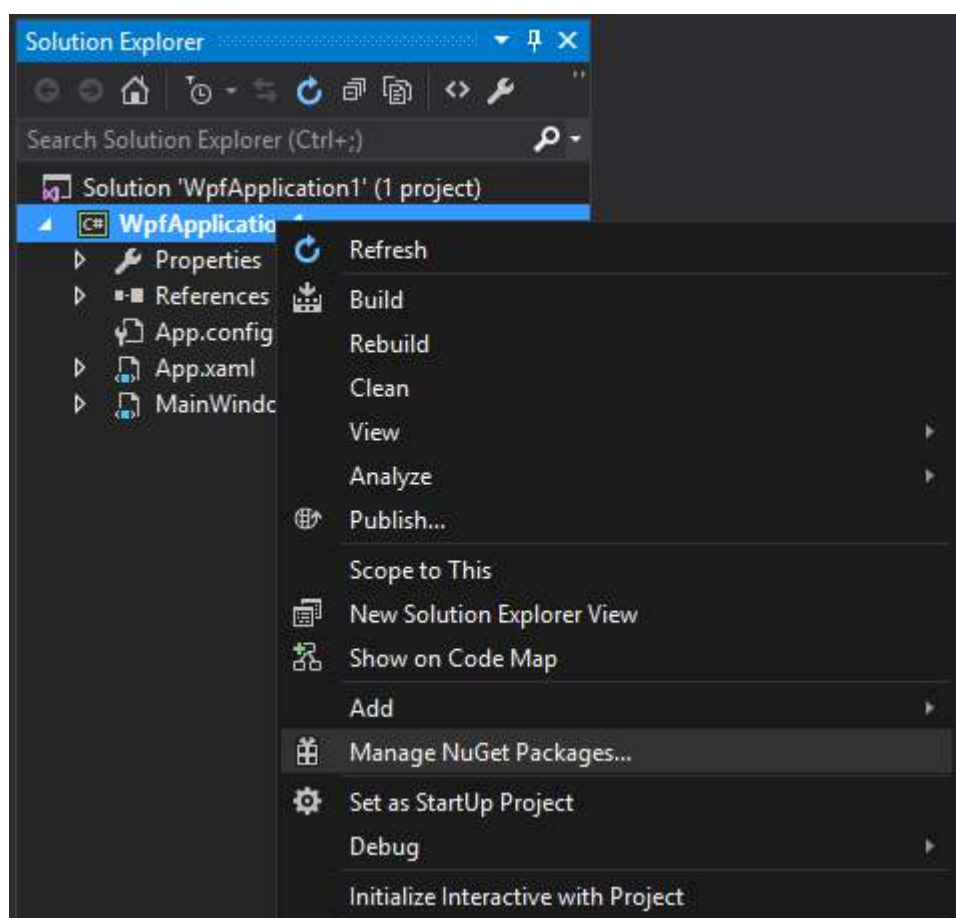 Solution Explorer
Search Solution Explorer (Ctrl+;)
Solution 'WpfApplication1' (1 project)
C# WpfApplicatio
Properties
References
App.config
App.xaml
MainWindc
Refresh
Build
Rebuild
Clean
View
Analyze
Publish...
Scope to This
New Solution Explorer View
Show on Code Map
Add
Manage NuGet Packages...
Set as StartUp Project
Debug
Initialize Interactive with Project